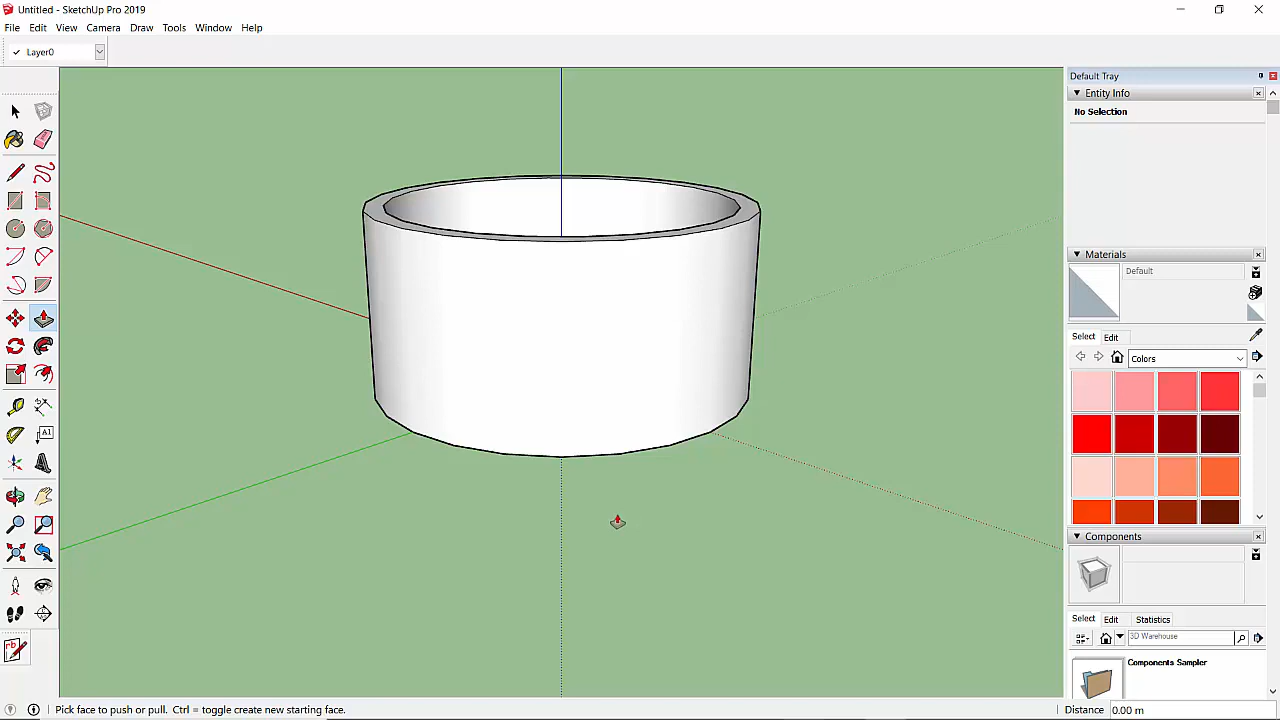 Untitled - SketchUp Pro 2019
File Edit View Camera Draw Tools Window Help
Layer0
Default Tray
Entity Info
No Selection
Materials
Default
Select Edit
Colors
Components
Select Edit Statistics
3D Warehouse
Components Sampler
A1
rb
Pick face to push or pull. Ctrl = toggle create new starting face.
Distance 0.00 m